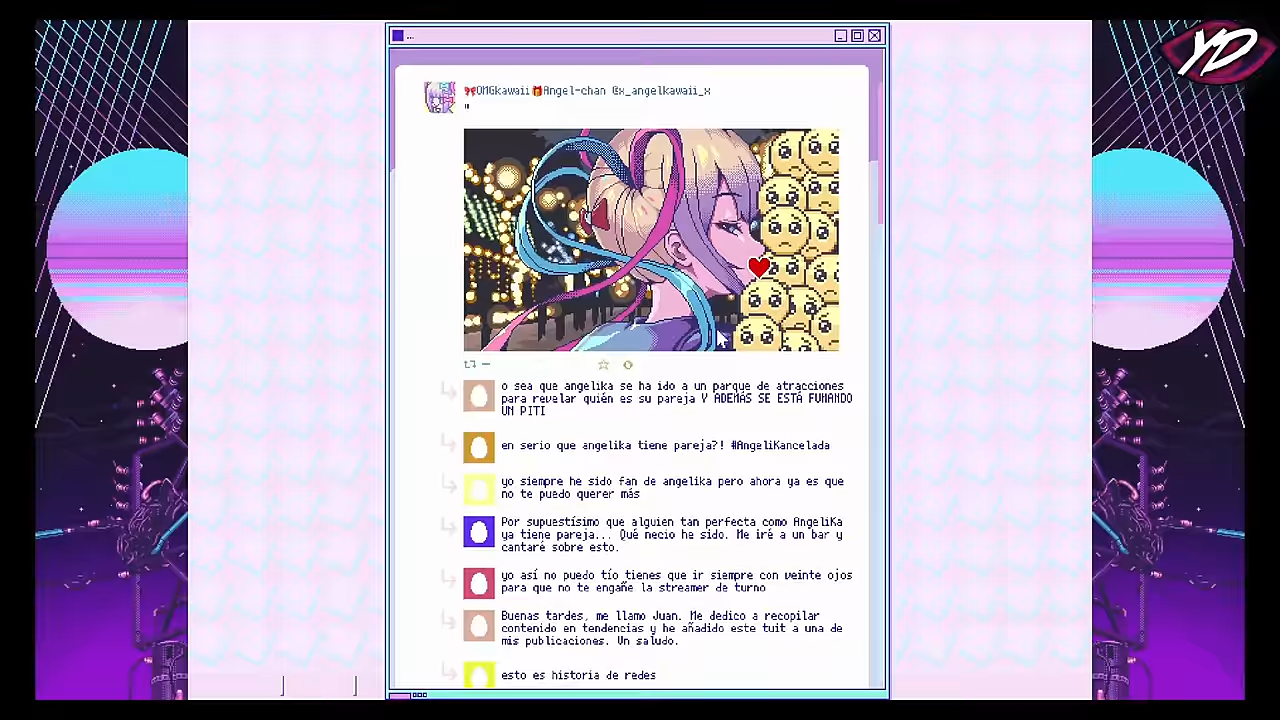 ...
YD
OMGkawaii Angel-chan @x_angelkawaii_x
"
o sea que angelika se ha ido a un parque de atracciones
para revelar quién es su pareja Y ADEMÁS SE ESTÁ FUMANDO
UN PITI
en serio que angelika tiene pareja?! #AngeliKancelada
yo siempre he sido fan de angelika pero ahora ya es que
no te puedo querer más
Por supuestísimo que alguien tan perfecta como AngeliKa
ya tiene pareja... Qué necio he sido. Me iré a un bar y
cantaré sobre esto.
yo así no puedo tío tienes que ir siempre con veinte ojos
para que no te engañe la streamer de turno
Buenas tardes, me llamo Juan. Me dedico a recopilar
contenido en tendencias y he añadido este tuit a una de
mis publicaciones. Un saludo.
esto es historia de redes